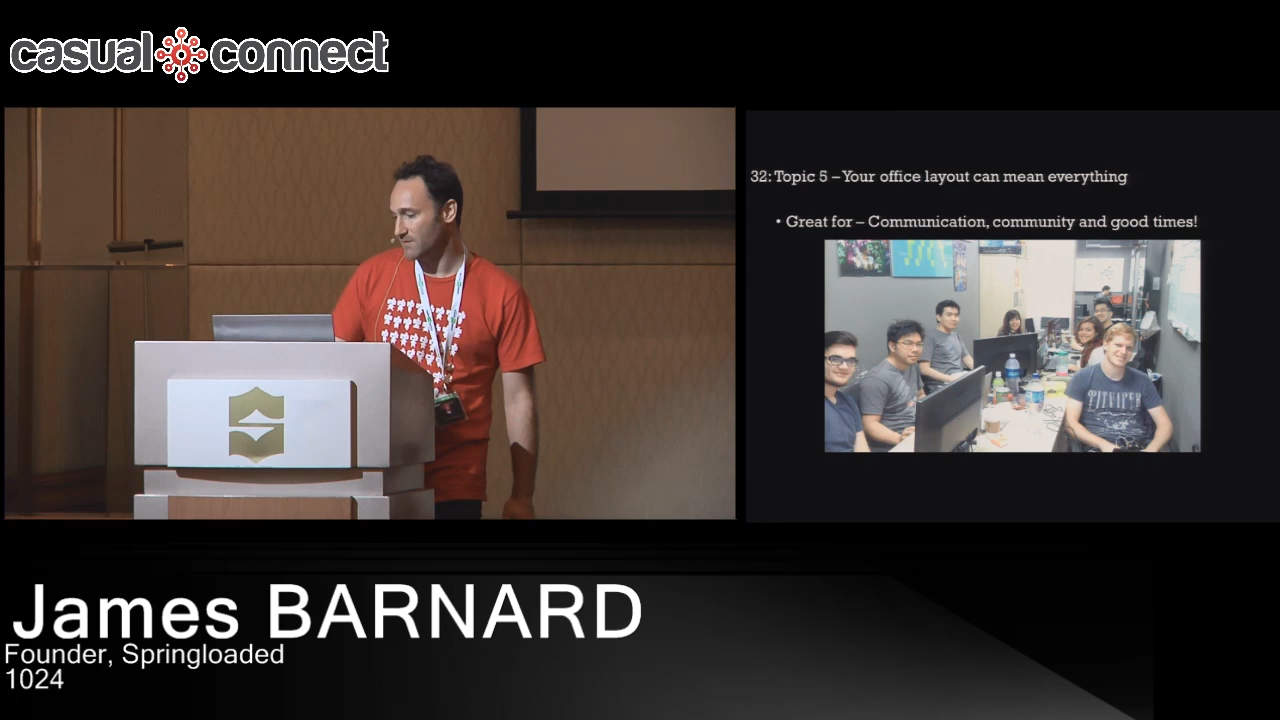 casual connect
32: Topic 5 – Your office layout can mean everything
• Great for – Communication, community and good times!
James BARNARD
Founder, Springloaded
1024